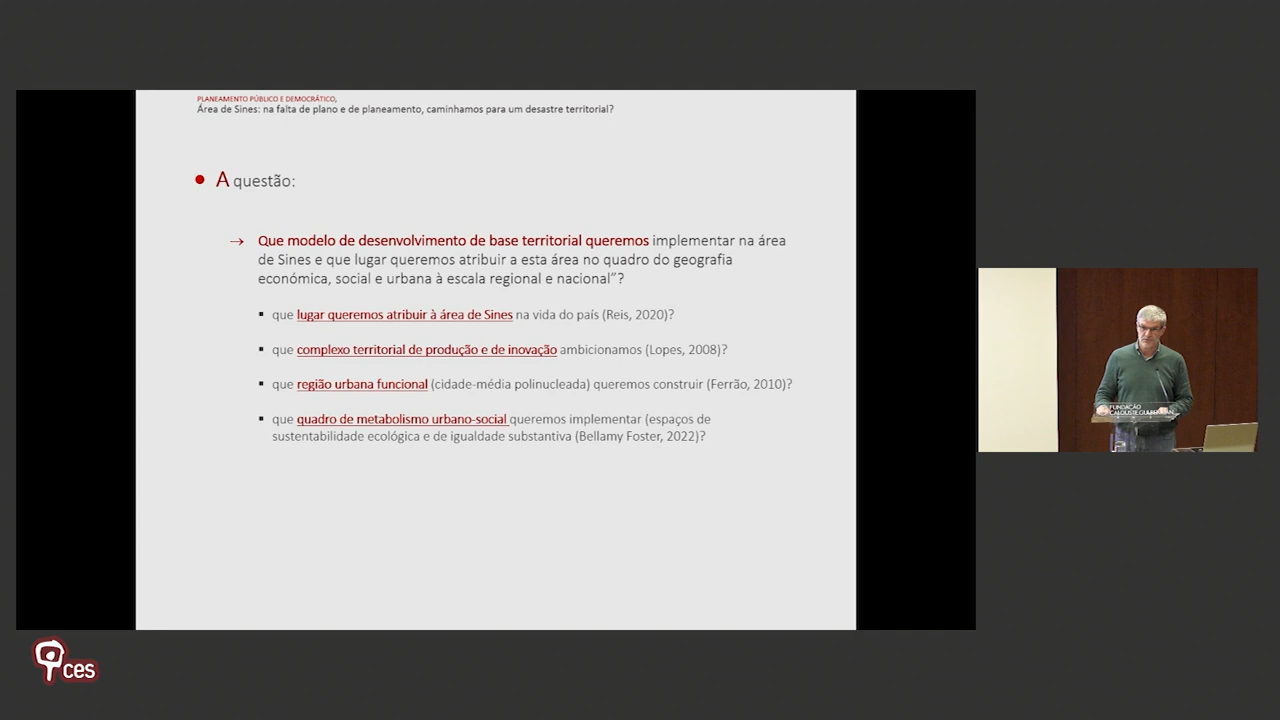 PLANEAMENTO PÚBLICO E DEMOCRÁTICO,
Área de Sines: na falta de plano e de planeamento, caminhamos para um desastre territorial?
• A questão:
→ Que modelo de desenvolvimento de base territorial queremos implementar na área
de Sines e que lugar queremos atribuir a esta área no quadro do geografia
económica, social e urbana à escala regional e nacional”?
▪ que lugar queremos atribuir à área de Sines na vida do país (Reis, 2020)?
▪ que complexo territorial de produção e de inovação ambicionamos (Lopes, 2008)?
▪ que região urbana funcional (cidade-média polinucleada) queremos construir (Ferrão, 2010)?
▪ que quadro de metabolismo urbano-social queremos implementar (espaços de
sustentabilidade ecológica e de igualdade substantiva (Bellamy Foster, 2022)?
FUNDAÇÃO
CALOUSTE GULBENKIAN
ces